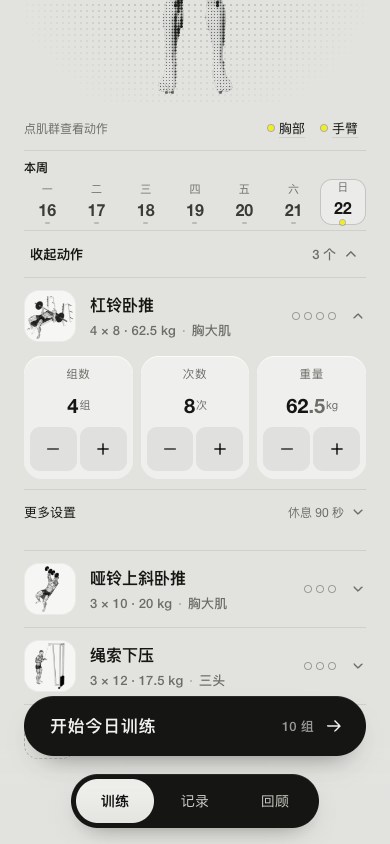 点肌群查看动作 胸部 手臂
本周
一 二 三 四 五 六 日
16 17 18 19 20 21 22
收起动作 3 个
杠铃卧推
4 × 8 · 62.5 kg · 胸大肌
组数 次数 重量
4组 8次 62.5kg
− + − + − +
更多设置 休息 90 秒
哑铃上斜卧推
3 × 10 · 20 kg · 胸大肌
绳索下压
3 × 12 · 17.5 kg · 三头
开始今日训练 10 组 →
训练 记录 回顾